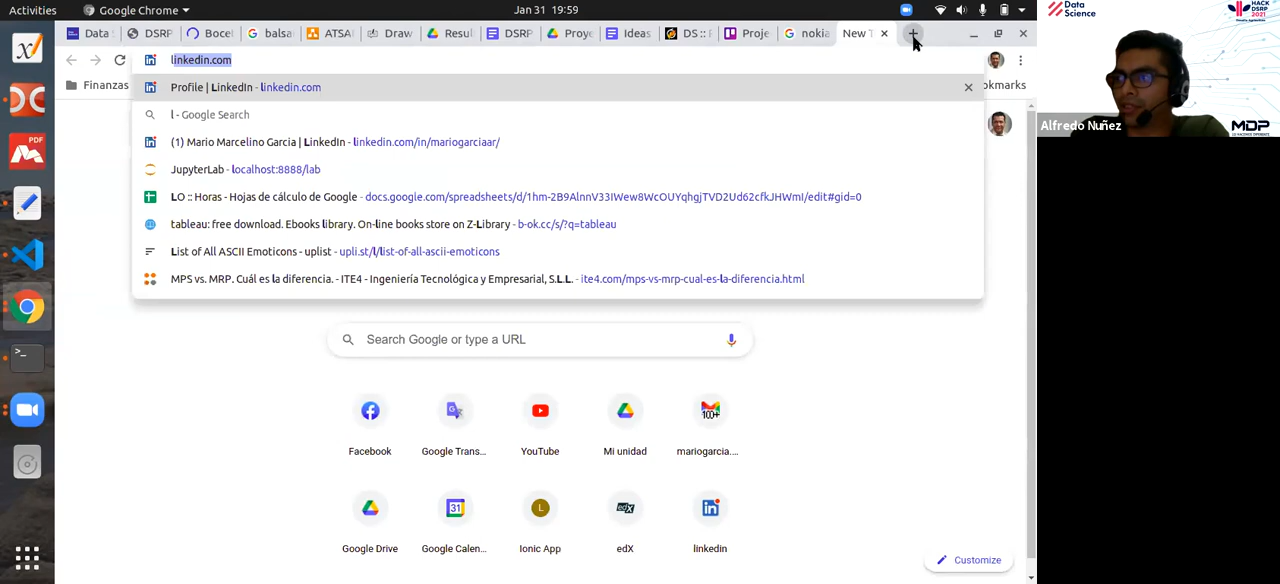 Activities
Google Chrome
Jan 31 19:59
Data
DSRP
Bocet
balsa
ATSA
Draw
Resul
DSRP
Proye
Ideas
DS ::
Proje
nokia
New T
linkedin.com
Finanzas
okmarks
Profile | LinkedIn - linkedin.com
l - Google Search
(1) Mario Marcelino Garcia | LinkedIn - linkedin.com/in/mariogarciaar/
JupyterLab - localhost:8888/lab
LO :: Horas - Hojas de cálculo de Google - docs.google.com/spreadsheets/d/1hm-2B9AlnnV33IWew8WcOUYqhgjTVD2Ud62cfkJHWmI/edit#gid=0
tableau: free download. Ebooks library. On-line books store on Z-Library - b-ok.cc/s/?q=tableau
List of All ASCII Emoticons - uplist - upli.st/l/list-of-all-ascii-emoticons
MPS vs. MRP. Cuál es la diferencia. - ITE4 - Ingeniería Tecnológica y Empresarial, S.L.L. - ite4.com/mps-vs-mrp-cual-es-la-diferencia.html
Search Google or type a URL
100+
Facebook
Google Trans...
YouTube
Mi unidad
mariogarcia....
31
L
edX
Google Drive
Google Calen...
Ionic App
edX
linkedin
Customize
PDF
Data
Science
HACK
DSRP
2021
Alfredo Nuñez
MDP